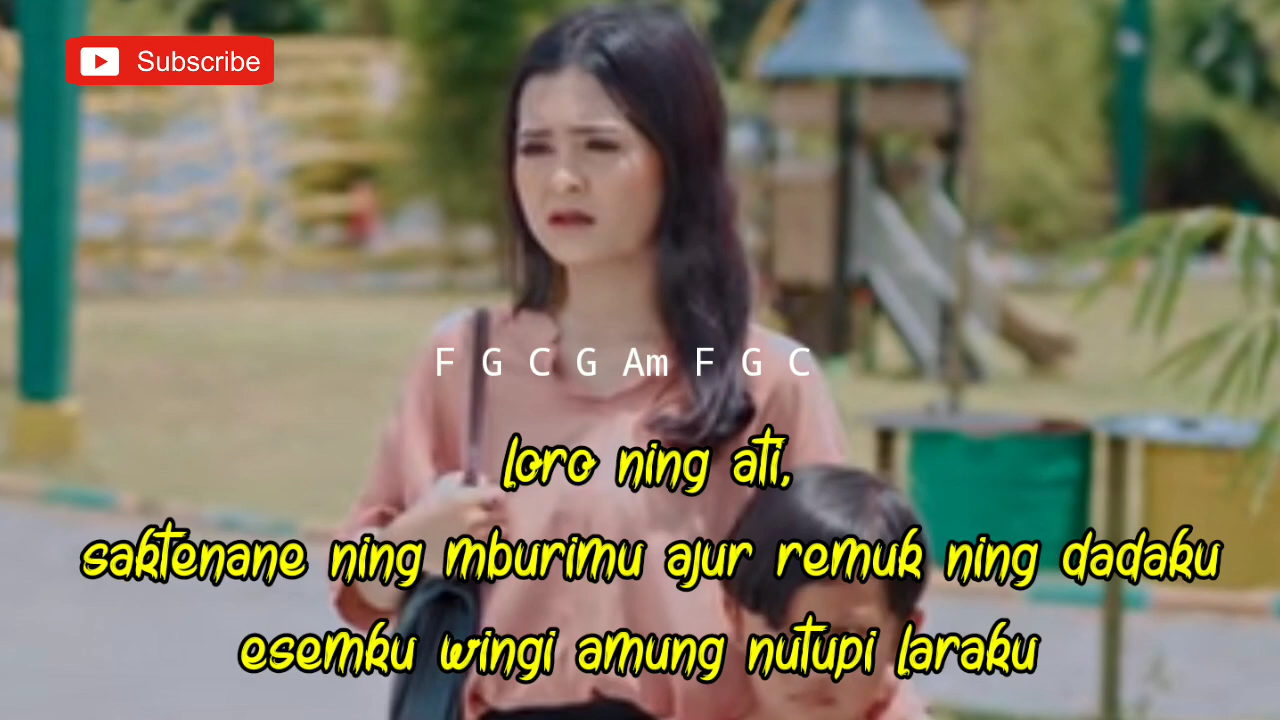 Subscribe
F G C G Am F G C
loro ning ati,
saktenane ning mburimu ajur remuk ning dadaku
esemku wingi amung nutupi laraku